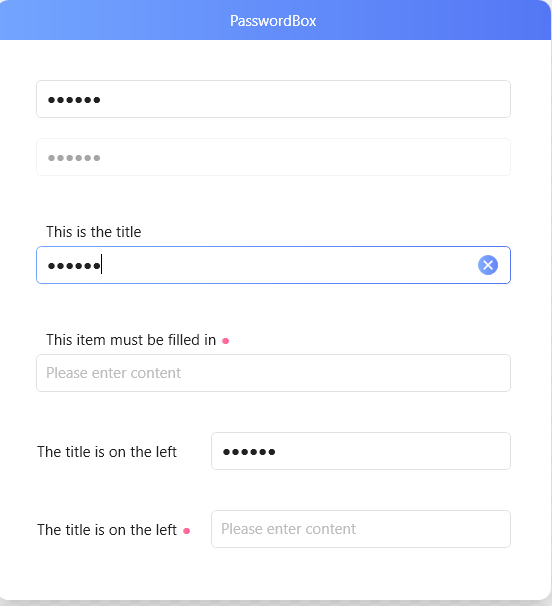 PasswordBox
●●●●●●
●●●●●●
This is the title
●●●●●●
This item must be filled in
Please enter content
The title is on the left
●●●●●●
The title is on the left
Please enter content